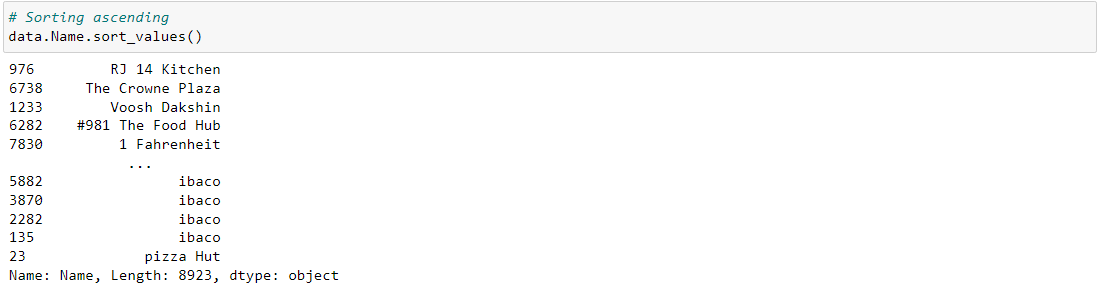 # Sorting ascending
data.Name.sort_values()
976 RJ 14 Kitchen
6738 The Crowne Plaza
1233 Voosh Dakshin
6282 #981 The Food Hub
7830 1 Fahrenheit
...
5882 ibaco
3870 ibaco
2282 ibaco
135 ibaco
23 pizza Hut
Name: Name, Length: 8923, dtype: object